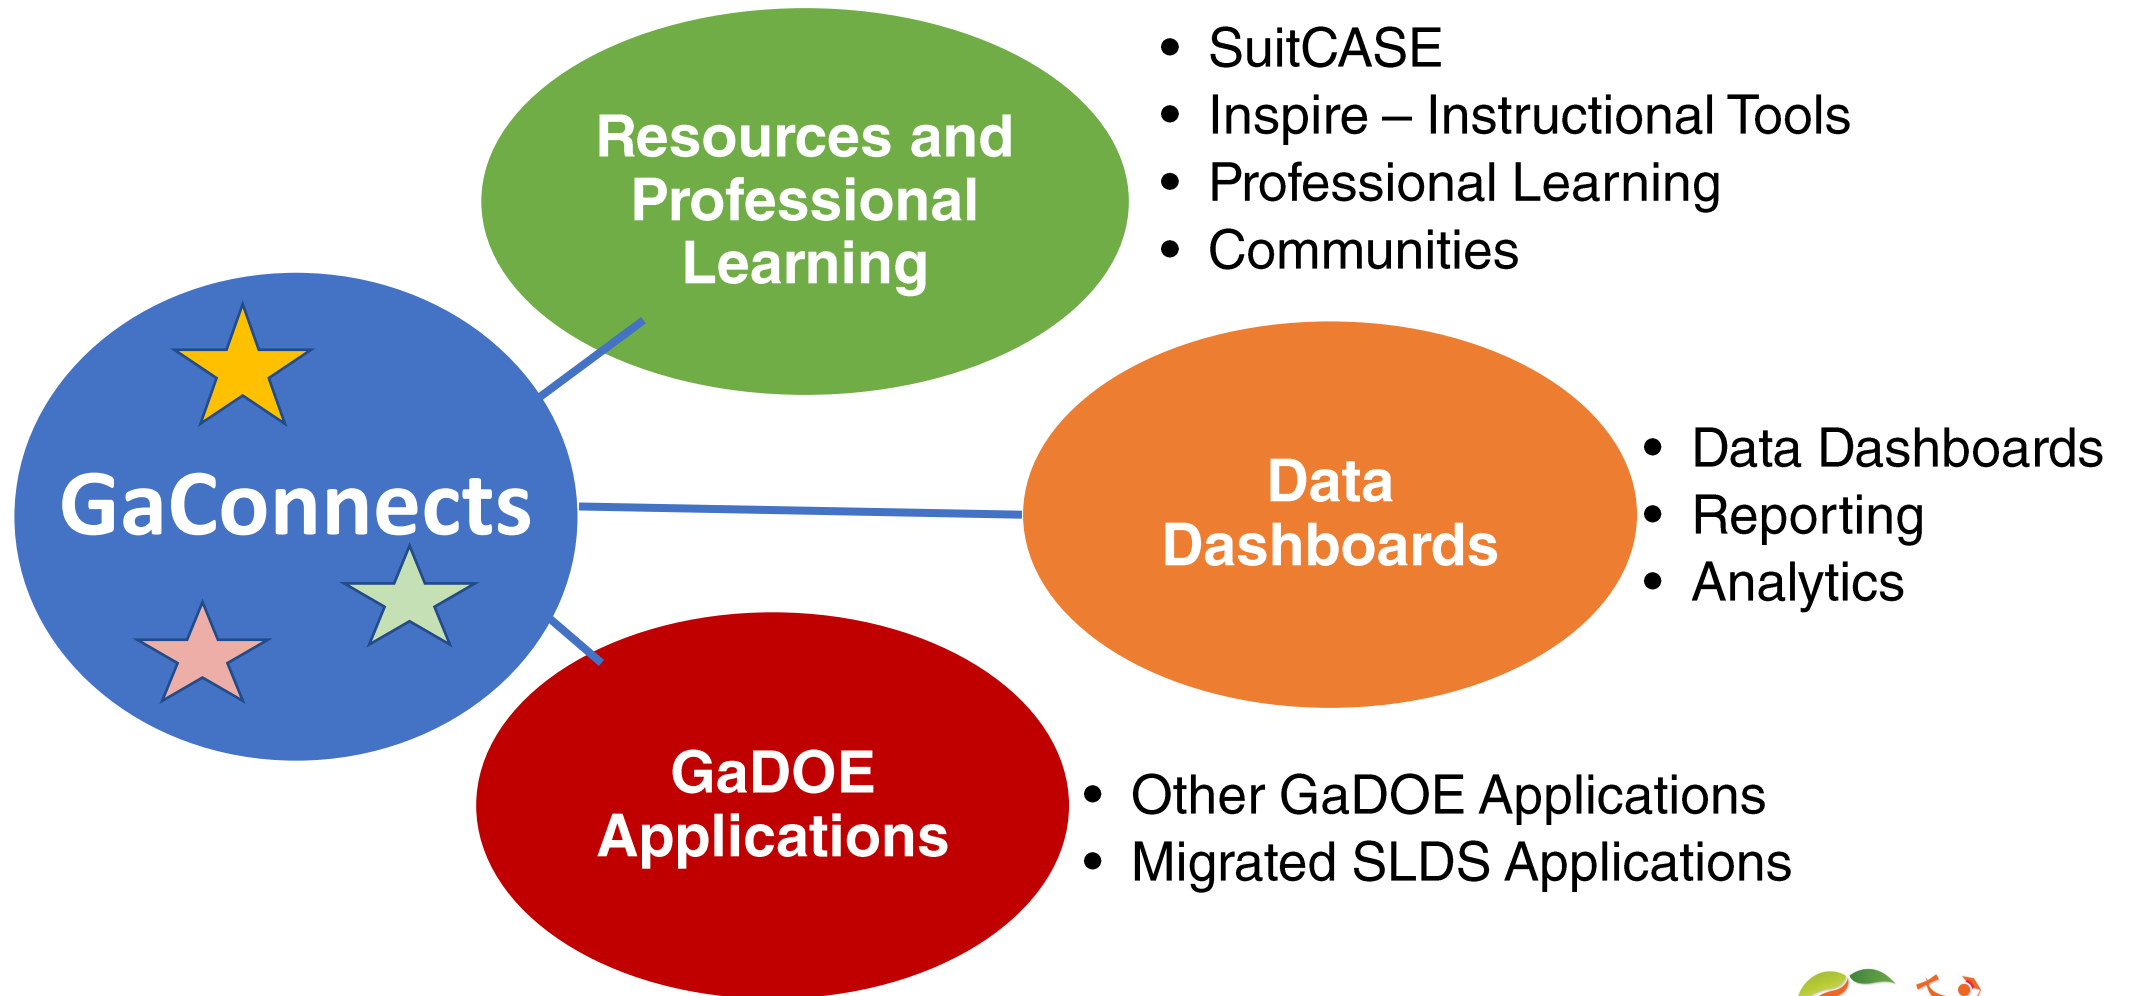 GaConnects
Resources and
Professional
Learning
• SuitCASE
• Inspire – Instructional Tools
• Professional Learning
• Communities
Data
Dashboards
• Data Dashboards
• Reporting
• Analytics
GaDOE
Applications
• Other GaDOE Applications
• Migrated SLDS Applications